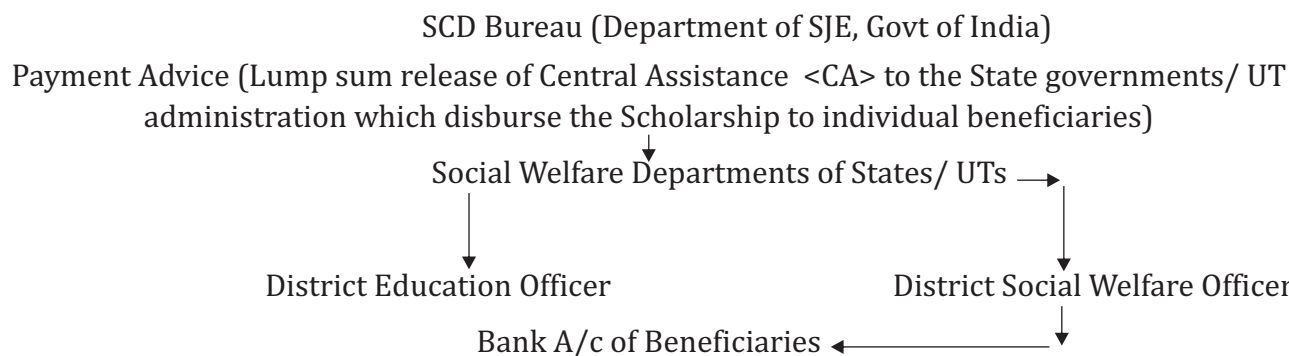 SCD Bureau (Department of SJE, Govt of India)
Payment Advice (Lump sum release of Central Assistance <CA> to the State governments/ UT
administration which disburse the Scholarship to individual beneficiaries)
Social Welfare Departments of States/ UTs
District Education Officer
District Social Welfare Officer
Bank A/c of Beneficiaries